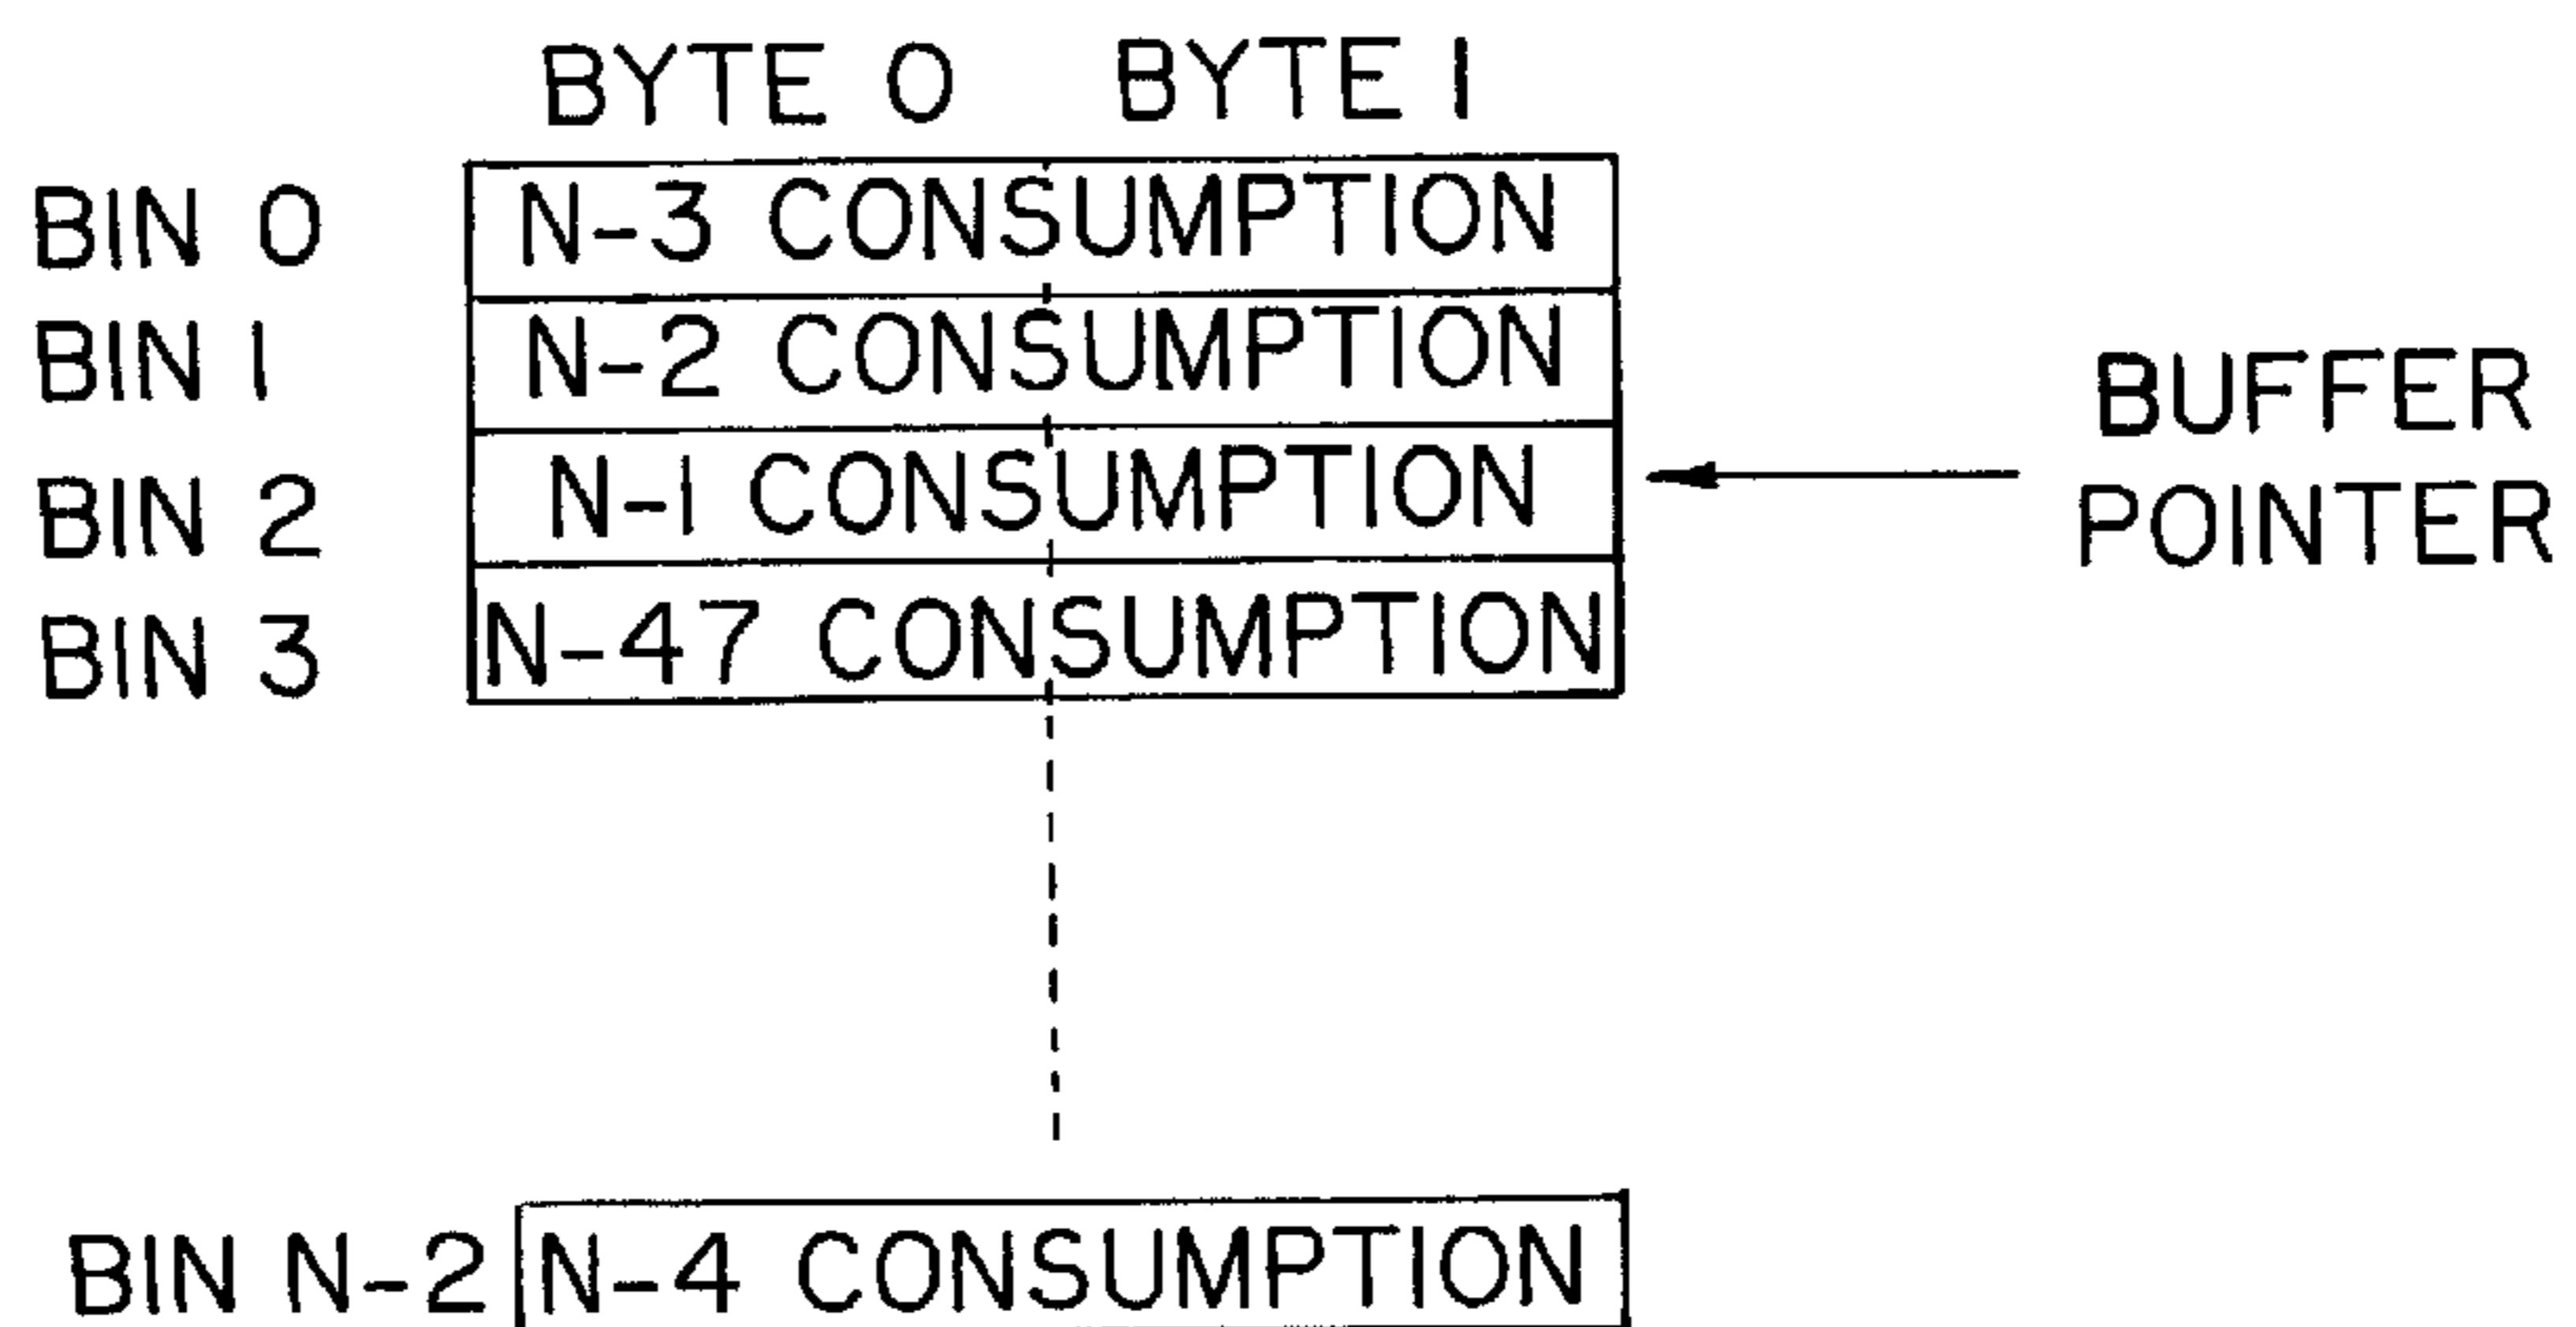 BYTE 0 BYTE 1
BIN 0 N-3 CONSUMPTION
BIN 1 N-2 CONSUMPTION
BIN 2 N-1 CONSUMPTION
BIN 3 N-47 CONSUMPTION
BUFFER
POINTER
BIN N-2 N-4 CONSUMPTION